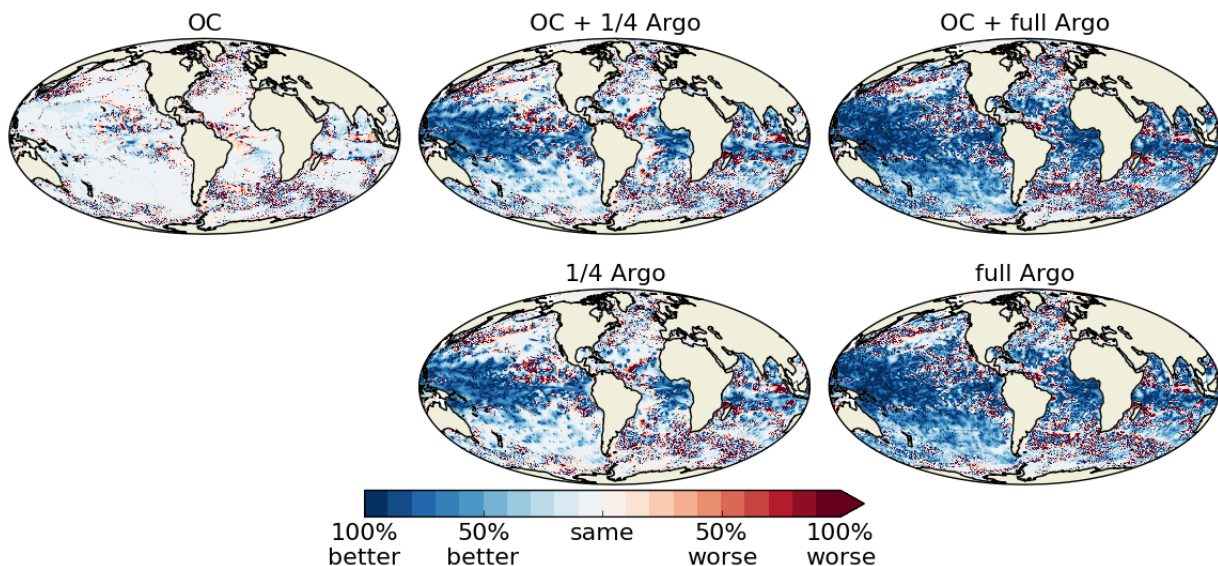 OC
OC + 1/4 Argo
OC + full Argo
1/4 Argo
full Argo
100% better
50% better
same
50% worse
100% worse